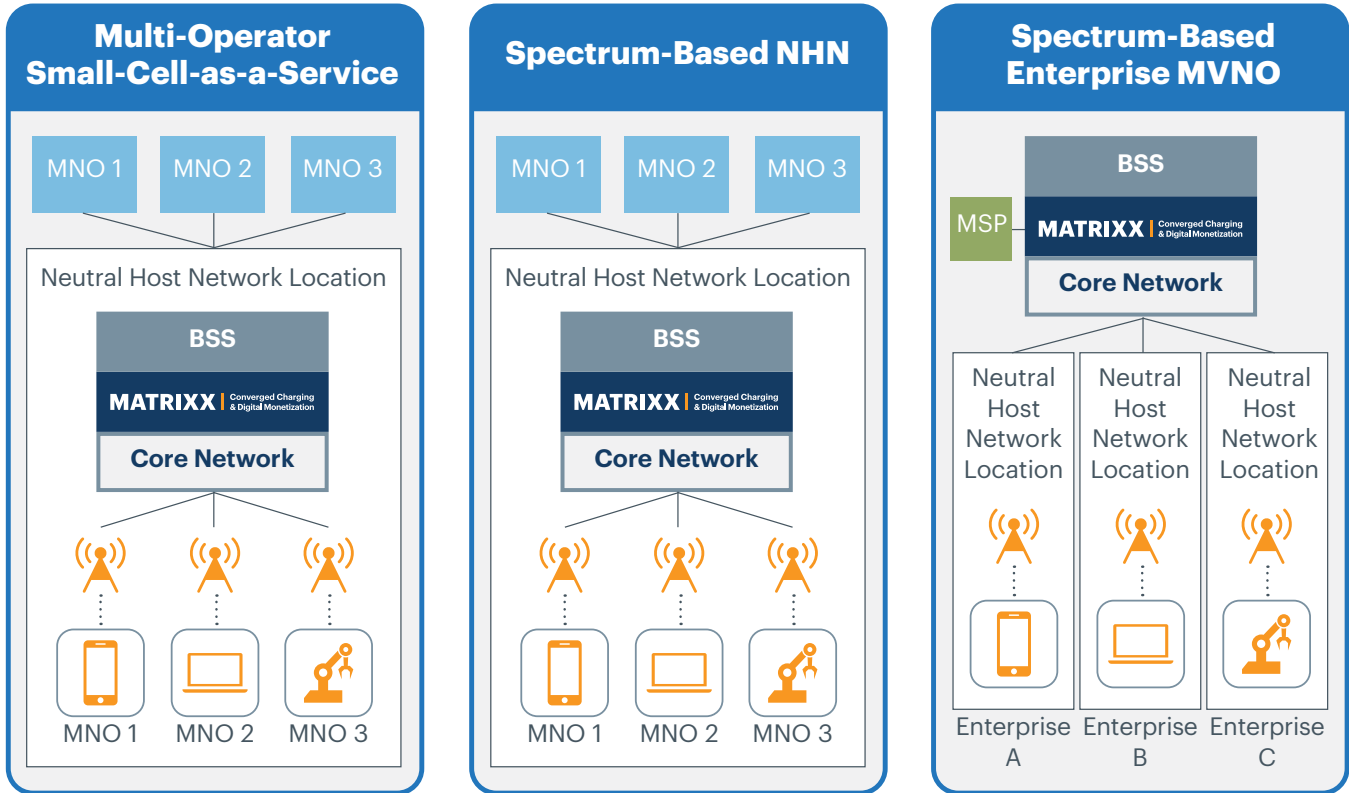 Multi-Operator
Small-Cell-as-a-Service
MNO 1
MNO 2
MNO 3
Neutral Host Network Location
BSS
MATRIXX | Converged Charging
& Digital Monetization
Core Network
MNO 1
MNO 2
MNO 3
Spectrum-Based NHN
MNO 1
MNO 2
MNO 3
Neutral Host Network Location
BSS
MATRIXX | Converged Charging
& Digital Monetization
Core Network
MNO 1
MNO 2
MNO 3
Spectrum-Based
Enterprise MVNO
BSS
MSP
MATRIXX | Converged Charging
& Digital Monetization
Core Network
Neutral
Host
Network
Location
Enterprise
A
Neutral
Host
Network
Location
Enterprise
B
Neutral
Host
Network
Location
Enterprise
C